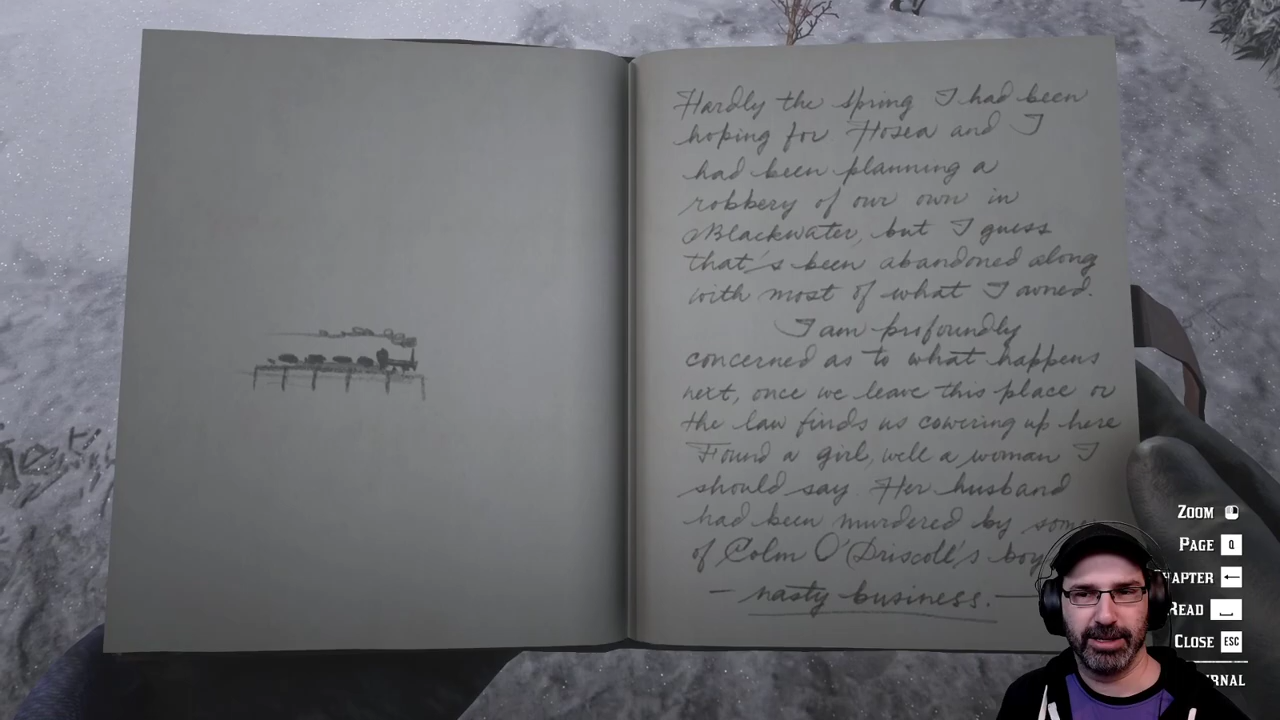 Hardly the spring I had been
hoping for Hosea and I
had been planning a
robbery of our own in
Blackwater, but I guess
that's been abandoned along
with most of what I owned.
I am profoundly
concerned as to what happens
next, once we leave this place or
the law finds us cowering up here
Found a girl, well a woman I
should say. Her husband
had been murdered by some
of Colm O'Driscoll's boy
— nasty business. —
ZOOM
PAGE Q
HAPTER ←
READ
CLOSE ESC
RNAL